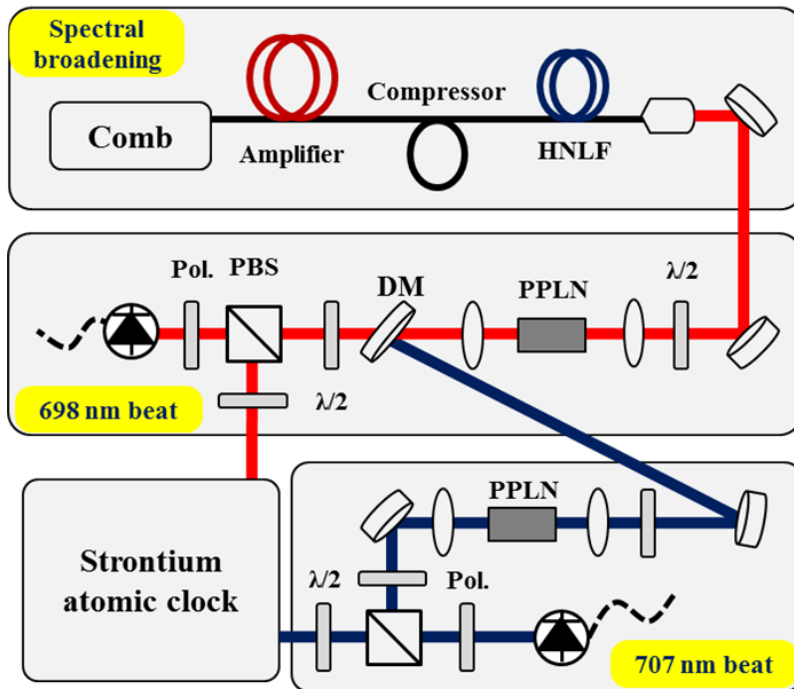 Spectral
broadening
Comb
Amplifier
Compressor
HNLF
Pol.
PBS
DM
PPLN
λ/2
698 nm beat
λ/2
PPLN
Strontium
atomic clock
λ/2
Pol.
707 nm beat